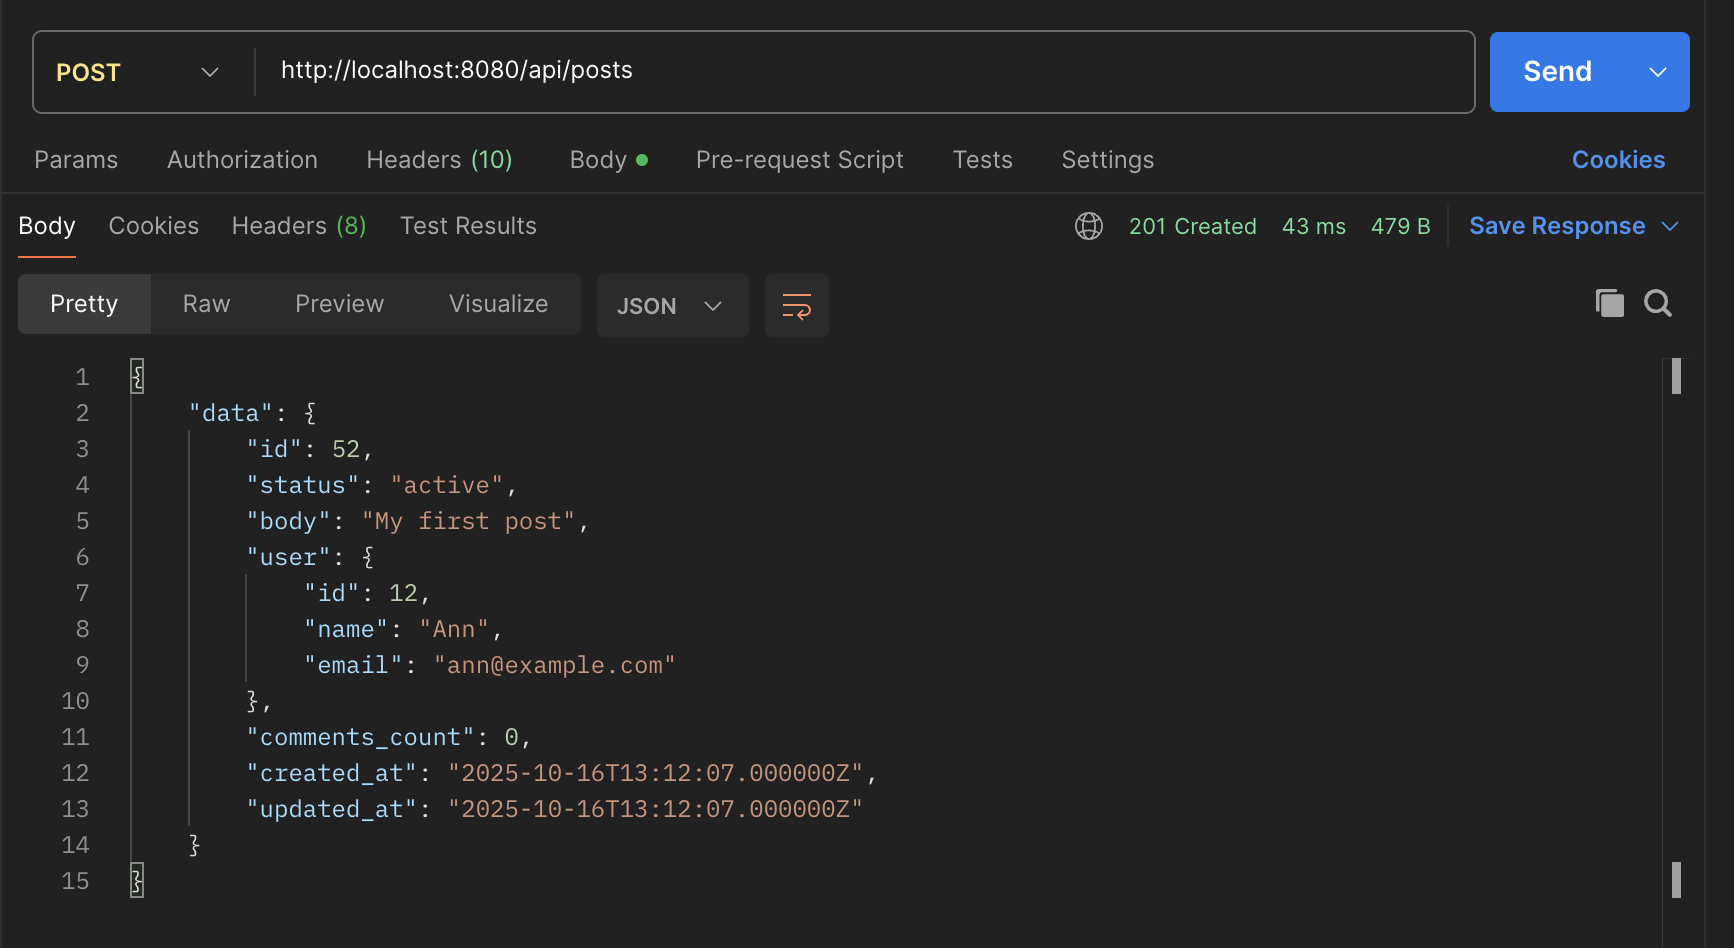 POST http://localhost:8080/api/posts Send
Params Authorization Headers (10) Body Pre-request Script Tests Settings Cookies
Body Cookies Headers (8) Test Results 201 Created 43 ms 479 B Save Response
Pretty Raw Preview Visualize JSON
1 {
2 "data": {
3 "id": 52,
4 "status": "active",
5 "body": "My first post",
6 "user": {
7 "id": 12,
8 "name": "Ann",
9 "email": "ann@example.com"
10 },
11 "comments_count": 0,
12 "created_at": "2025-10-16T13:12:07.000000Z",
13 "updated_at": "2025-10-16T13:12:07.000000Z"
14 }
15 }